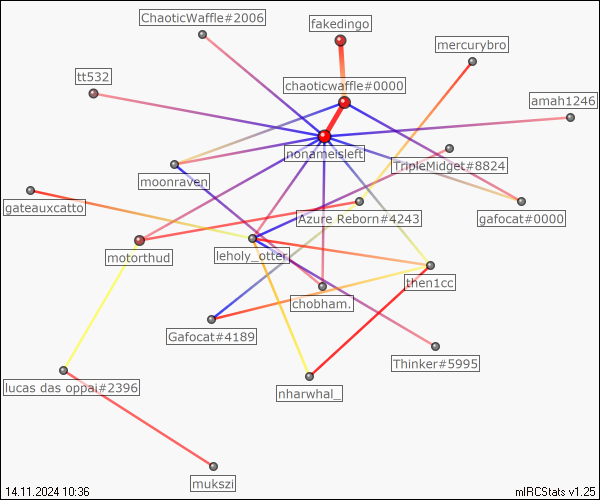 ChaoticWaffle#2006
fakedingo
mercurybro
tt532
chaoticwaffle#0000
amah1246
nonameisleft
TripleMidget#8824
moonraven
gateauxcatto
Azure Reborn#4243
gafocat#0000
motorthud
leholy_otter
then1cc
chobham.
Gafocat#4189
Thinker#5995
lucas das oppai#2396
nharwhal_
mukszi
14.11.2024 10:36
mIRCStats v1.25